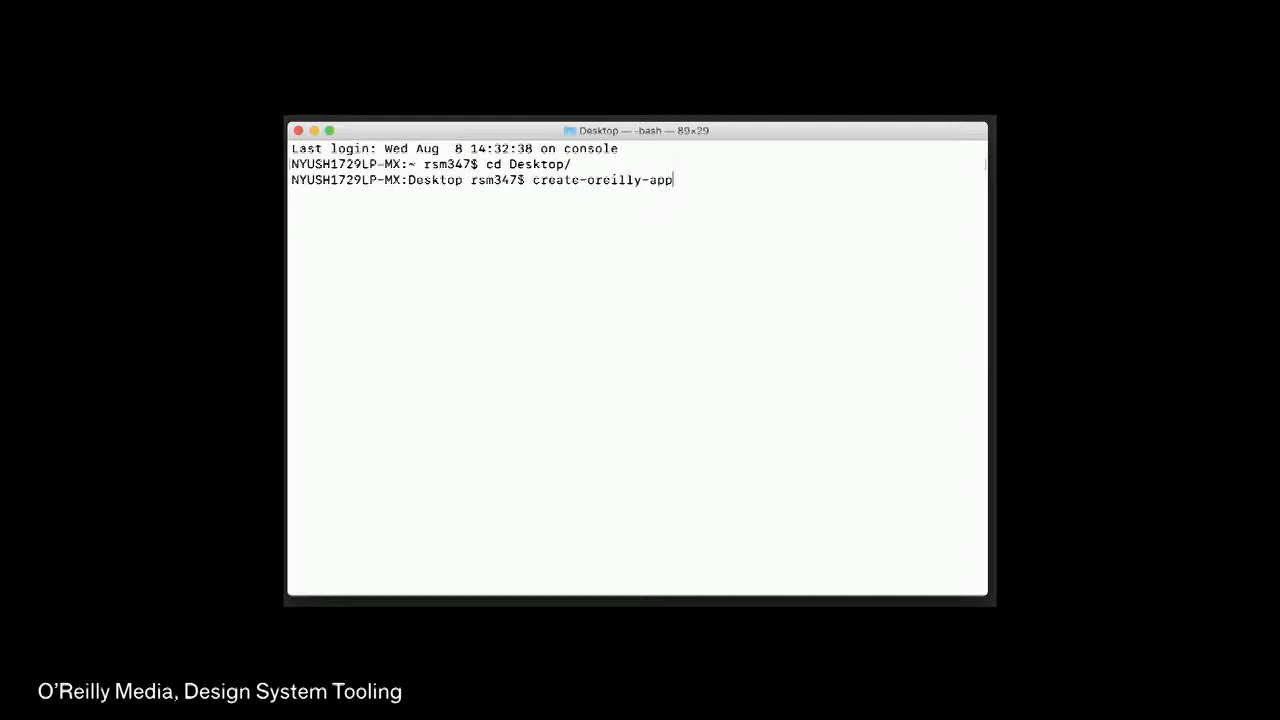 Desktop — -bash — 89×29
Last login: Wed Aug  8 14:32:38 on console
NYUSH1729LP-MX:~ rsm347$ cd Desktop/
NYUSH1729LP-MX:Desktop rsm347$ create-oreilly-app
O’Reilly Media, Design System Tooling